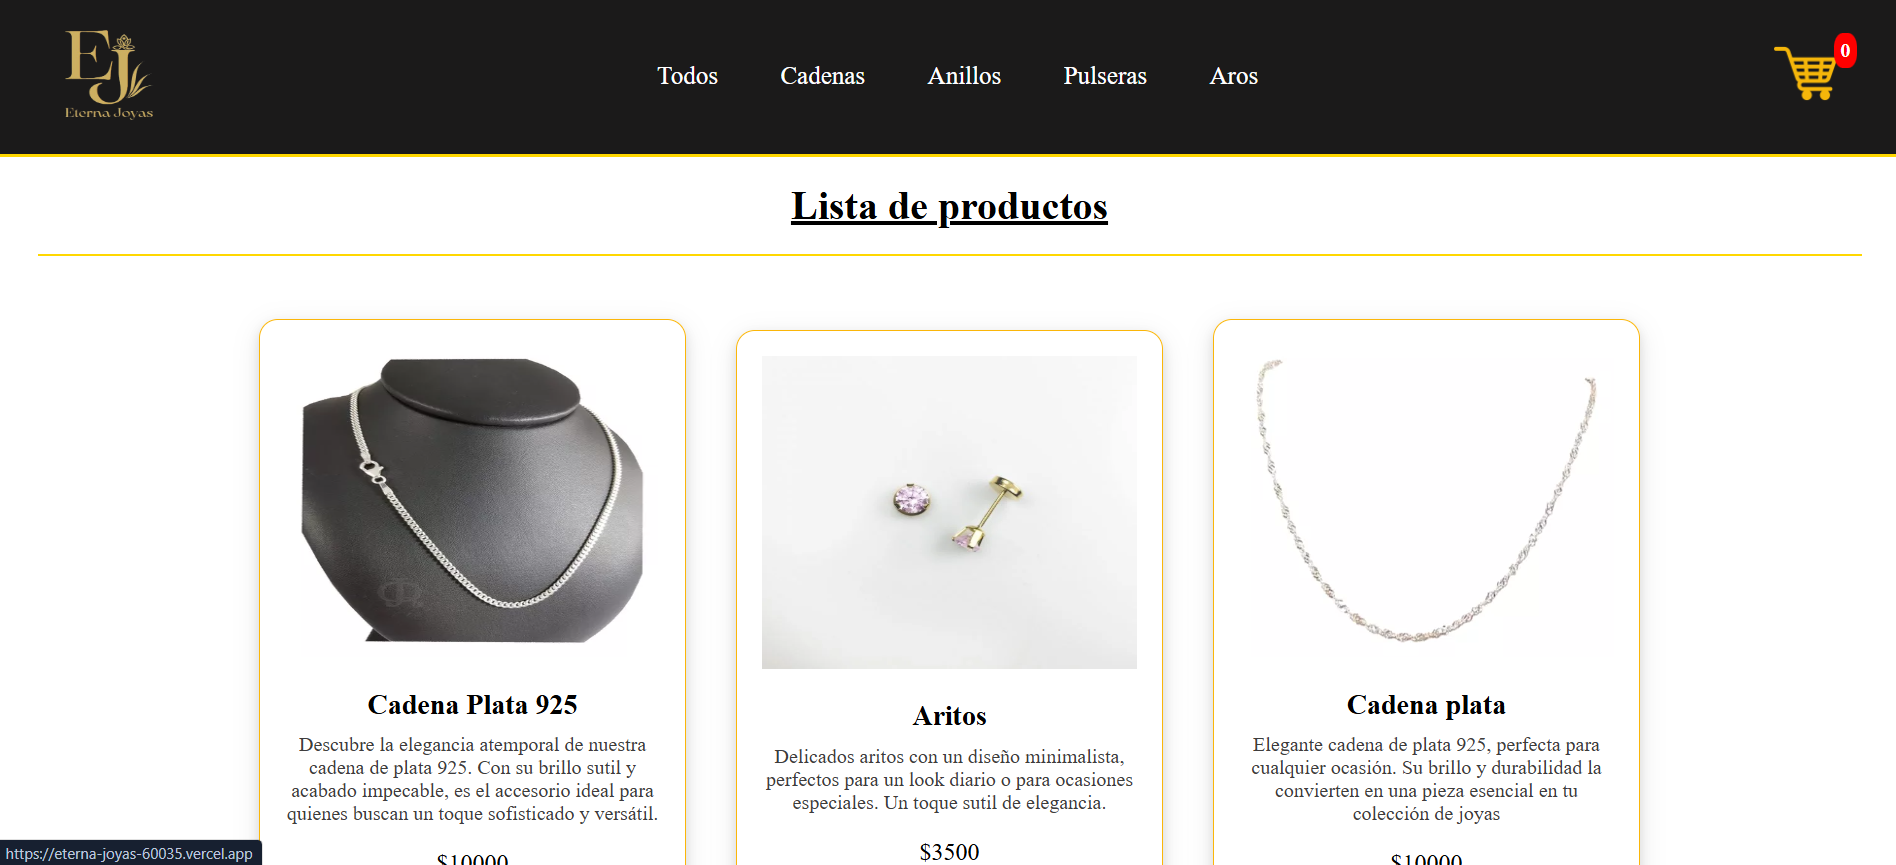 EJ
Eterna Joyas
Todos Cadenas Anillos Pulseras Aros
0
Lista de productos
Cadena Plata 925
Descubre la elegancia atemporal de nuestra
cadena de plata 925. Con su brillo sutil y
acabado impecable, es el accesorio ideal para
quienes buscan un toque sofisticado y versátil.
$10000
Aritos
Delicados aritos con un diseño minimalista,
perfectos para un look diario o para ocasiones
especiales. Un toque sutil de elegancia.
$3500
Cadena plata
Elegante cadena de plata 925, perfecta para
cualquier ocasión. Su brillo y durabilidad la
convierten en una pieza esencial en tu
colección de joyas
$10000
https://eterna-joyas-60035.vercel.app